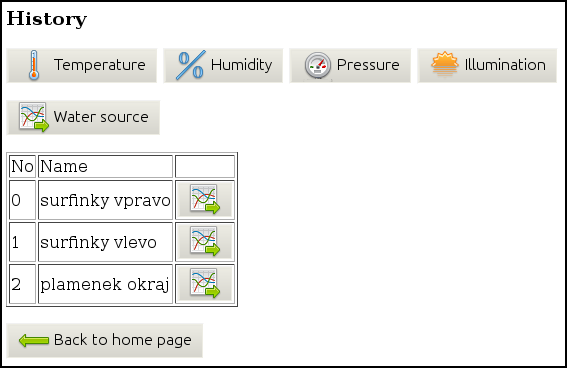 History
Temperature Humidity Pressure Illumination
Water source
No Name
0 surfinky vpravo
1 surfinky vlevo
2 plamenek okraj
Back to home page